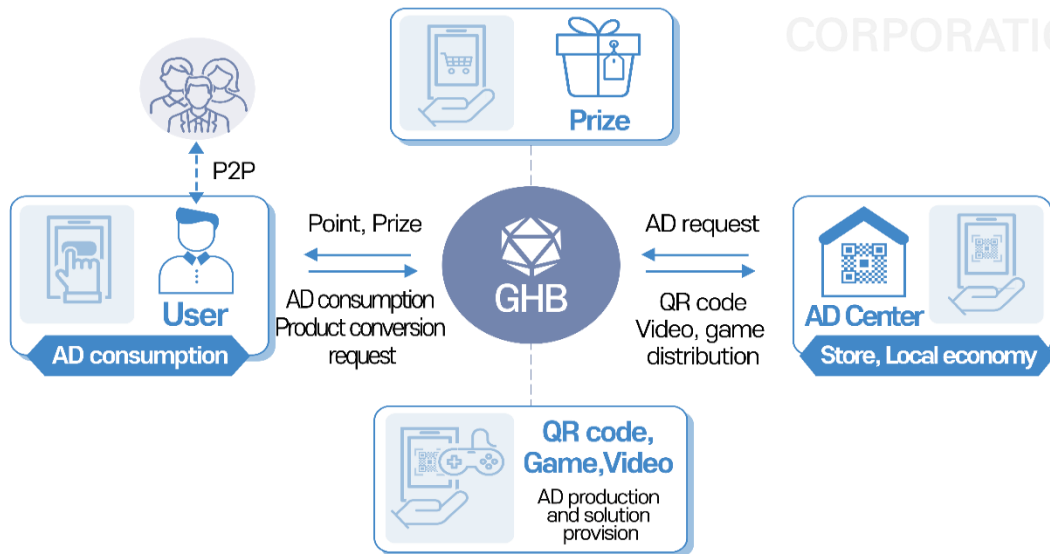 CORPORATIO
Prize
P2P
User
AD consumption
Point, Prize
AD consumption
Product conversion
request
GHB
AD request
QR code
Video, game
distribution
AD Center
Store, Local economy
QR code,
Game,Video
AD production
and solution
provision